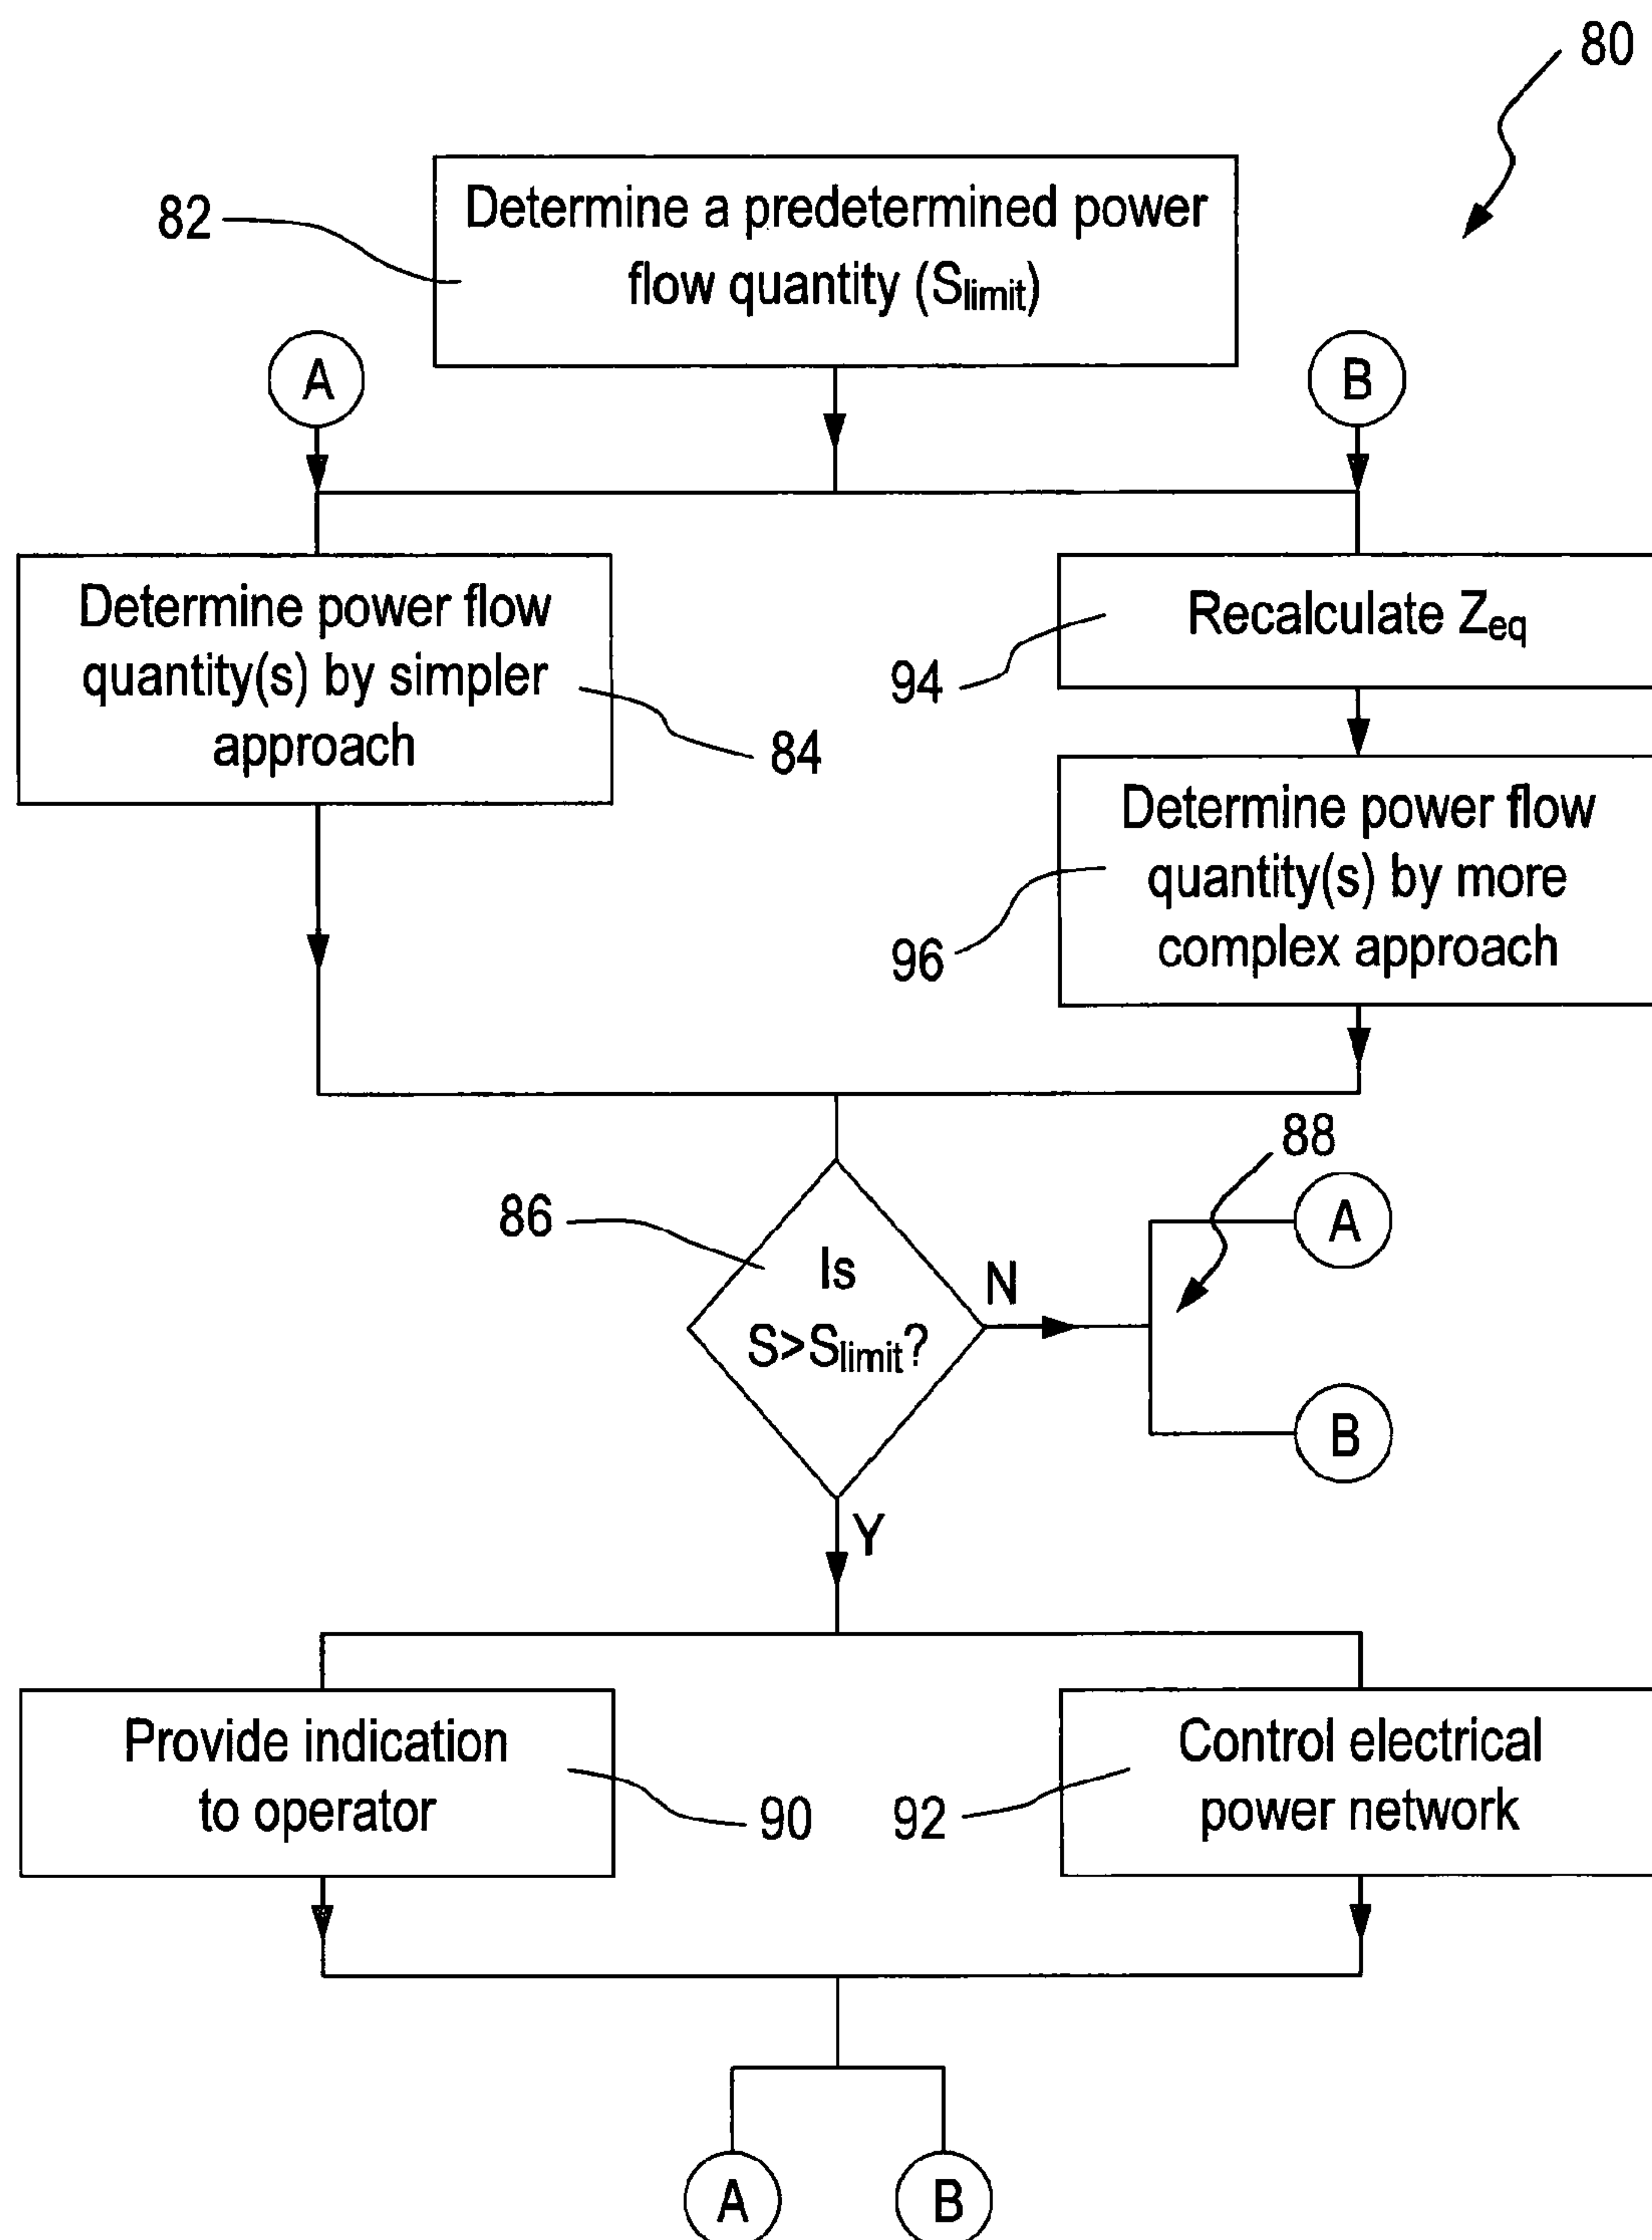 80
82
Determine a predetermined power
flow quantity (Slimit)
A
B
Determine power flow
quantity(s) by simpler
approach
84
Recalculate Zeq
94
Determine power flow
quantity(s) by more
complex approach
96
88
86
Is
S>Slimit?
N
A
B
Y
Provide indication
to operator
90
92
Control electrical
power network
A
B